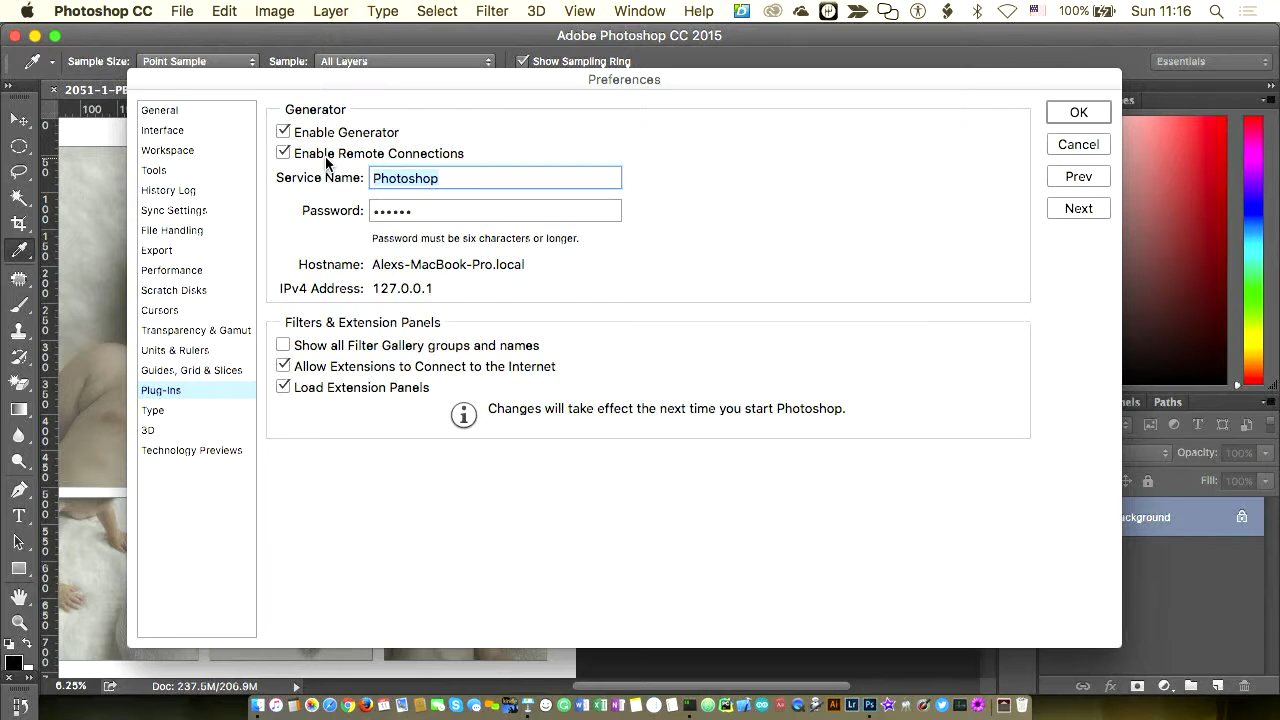 Photoshop CC File Edit Image Layer Type Select Filter 3D View Window Help 100% Sun 11:16
Adobe Photoshop CC 2015
Sample Size: Point Sample Sample: All Layers Show Sampling Ring Essentials
Preferences
2051-1-PE
100 200
General
Interface
Workspace
Tools
History Log
Sync Settings
File Handling
Export
Performance
Scratch Disks
Cursors
Transparency & Gamut
Units & Rulers
Guides, Grid & Slices
Plug-Ins
Type
3D
Technology Previews
Generator
Enable Generator
Enable Remote Connections
Service Name: Photoshop
Password: ••••••
Password must be six characters or longer.
Hostname: Alexs-MacBook-Pro.local
IPv4 Address: 127.0.0.1
Filters & Extension Panels
Show all Filter Gallery groups and names
Allow Extensions to Connect to the Internet
Load Extension Panels
Changes will take effect the next time you start Photoshop.
OK
Cancel
Prev
Next
nels Paths
Opacity: 100%
Fill: 100%
ackground
6.25% Doc: 237.6M/206.9M